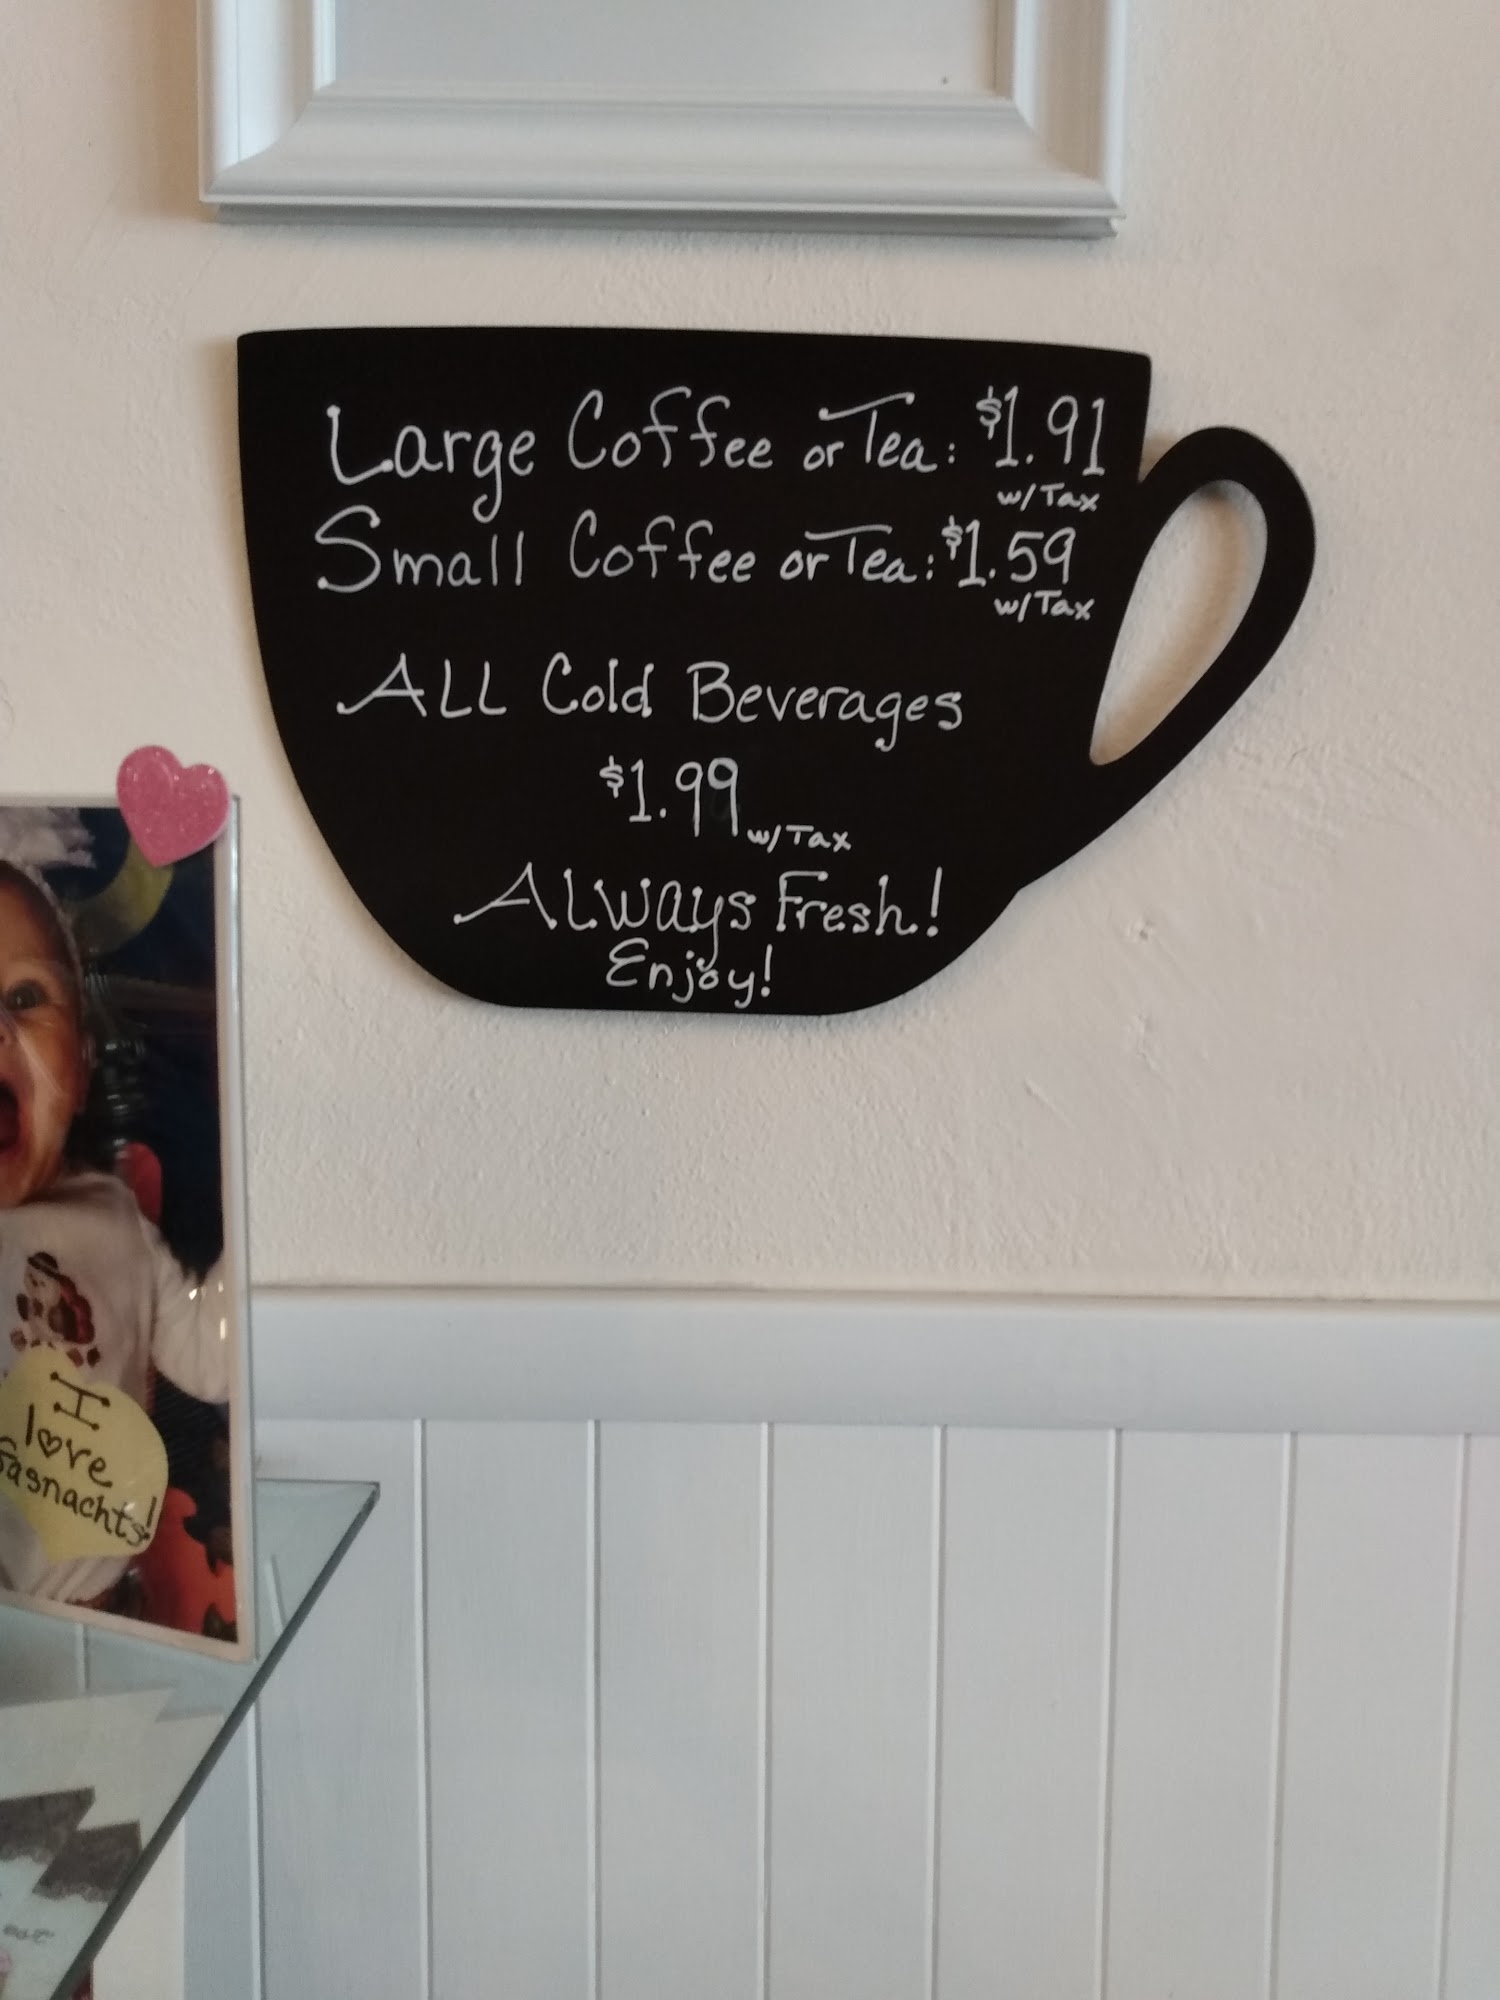 Large Coffee or Tea: $1.91
w/Tax
Small Coffee or Tea: $1.59
w/Tax
ALL Cold Beverages
$1.99 w/Tax
ALways Fresh!
Enjoy!
I
love
fasnachts!